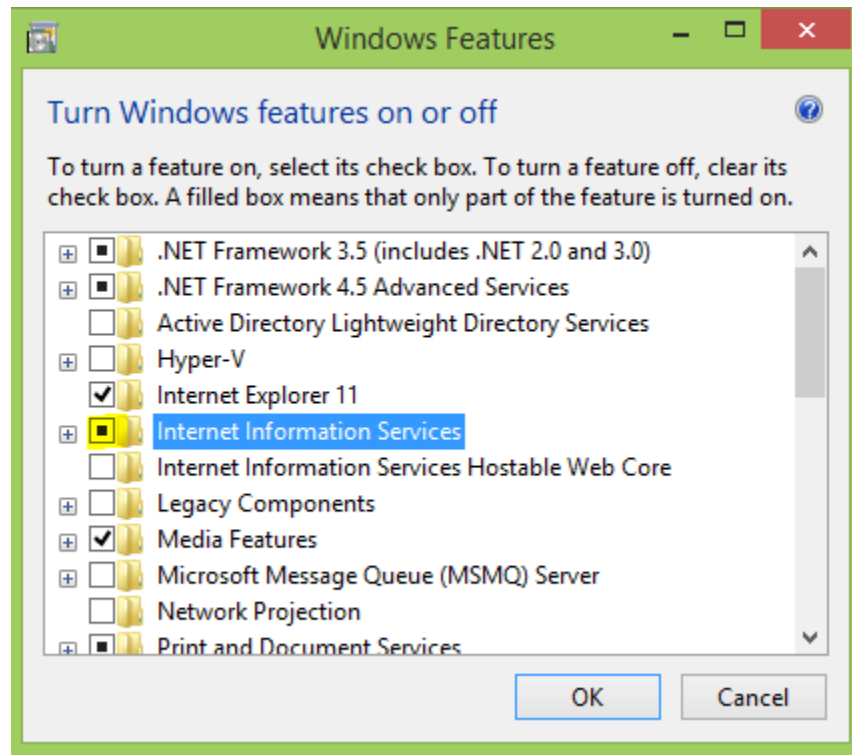 Windows Features
Turn Windows features on or off
To turn a feature on, select its check box. To turn a feature off, clear its
check box. A filled box means that only part of the feature is turned on.
.NET Framework 3.5 (includes .NET 2.0 and 3.0)
.NET Framework 4.5 Advanced Services
Active Directory Lightweight Directory Services
Hyper-V
Internet Explorer 11
Internet Information Services
Internet Information Services Hostable Web Core
Legacy Components
Media Features
Microsoft Message Queue (MSMQ) Server
Network Projection
Print and Document Services
OK Cancel